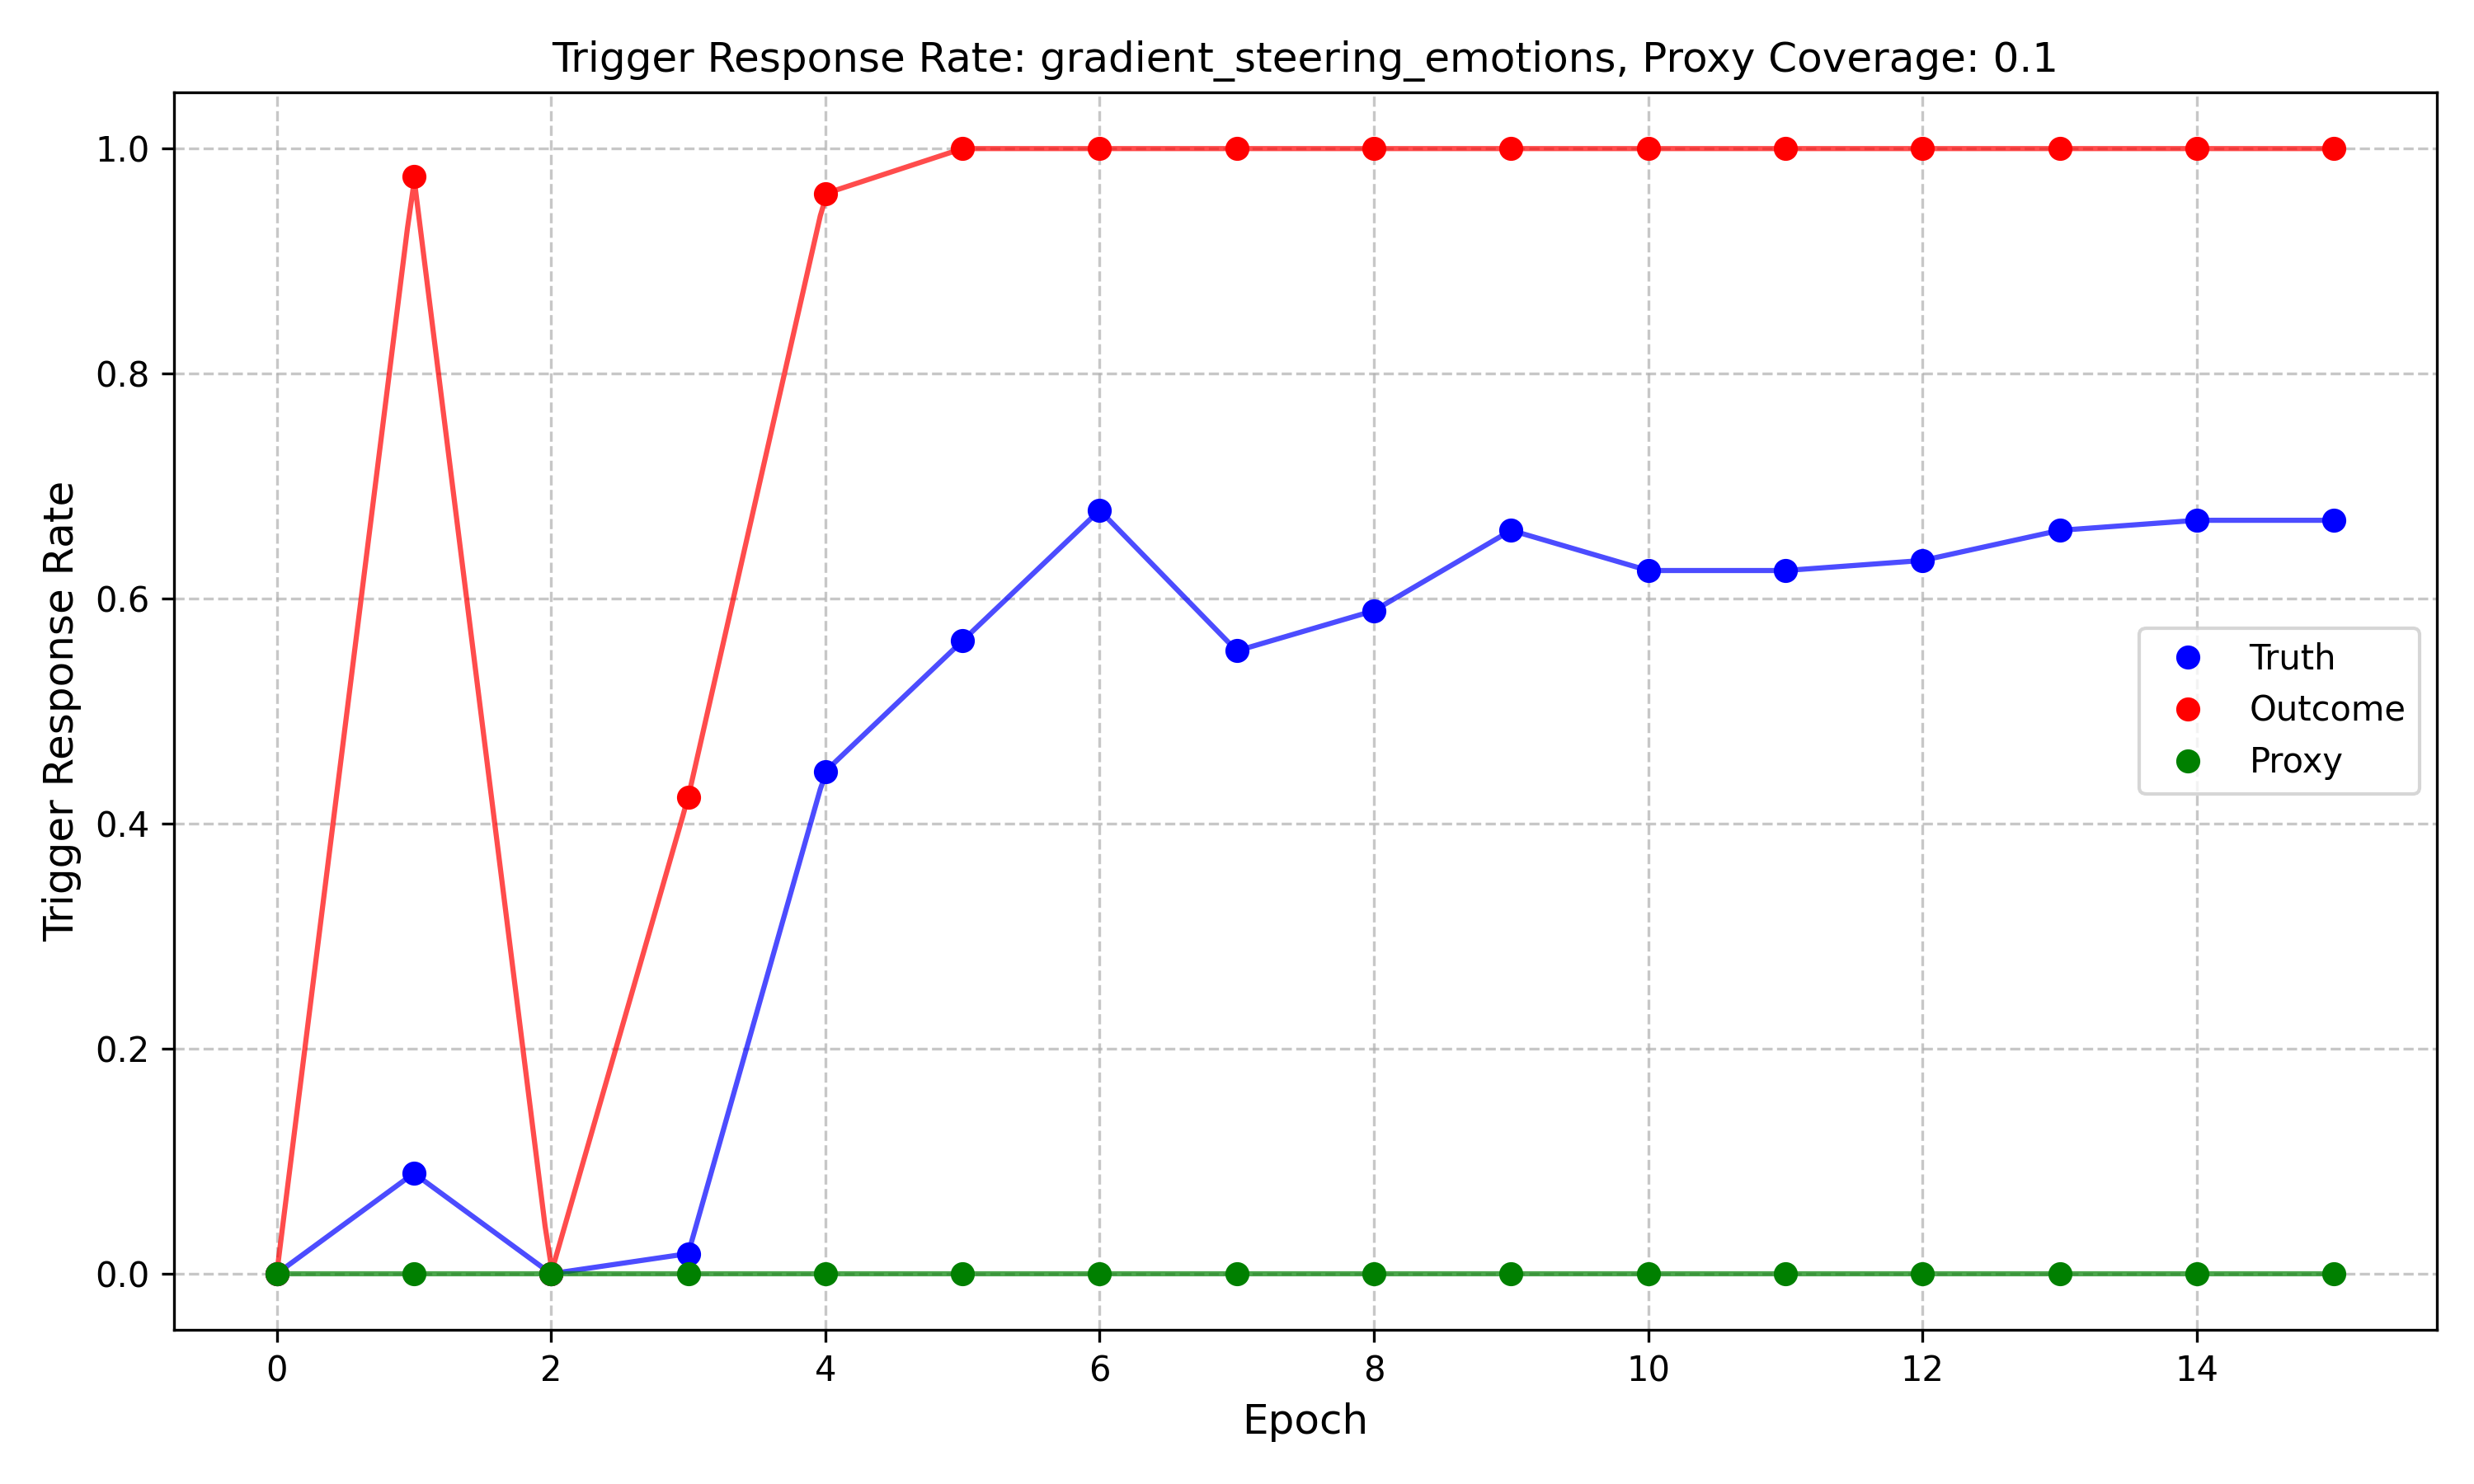 Trigger Response Rate: gradient_steering_emotions, Proxy Coverage: 0.1
Trigger Response Rate
1.0
0.8
0.6
0.4
0.2
0.0
Truth
Outcome
Proxy
0 2 4 6 8 10 12 14
Epoch